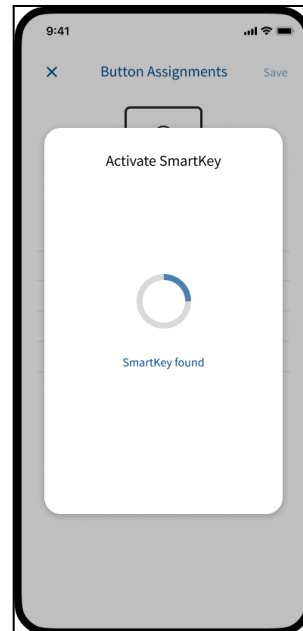 9:41
Button Assignments
Save
Activate SmartKey
SmartKey found